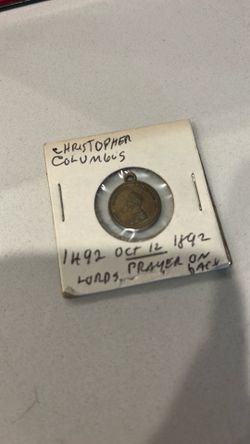 CHRISTOPHER
COLUMBUS
1492 OCT 12 1892
LORDS PRAYER ON
BACK